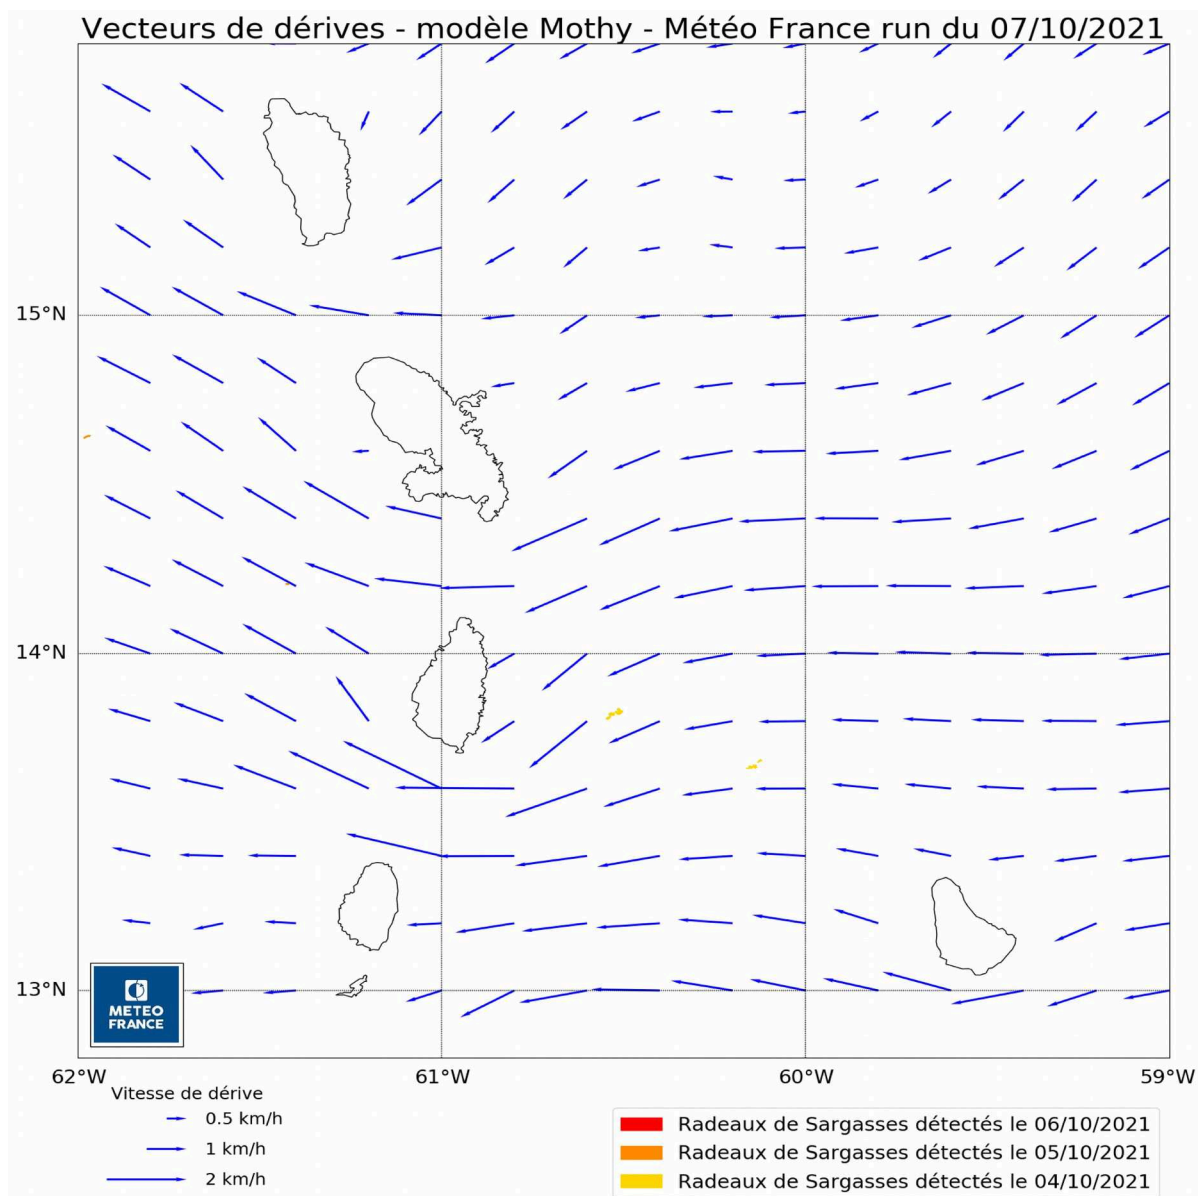 Vecteurs de dérives - modèle Mothy - Météo France run du 07/10/2021
15°N
14°N
13°N
METEO
FRANCE
62°W
61°W
60°W
59°W
Vitesse de dérive
0.5 km/h
1 km/h
2 km/h
Radeaux de Sargasses détectés le 06/10/2021
Radeaux de Sargasses détectés le 05/10/2021
Radeaux de Sargasses détectés le 04/10/2021